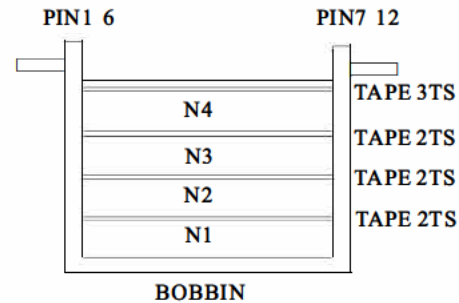 PIN1 6
PIN7 12
TAPE 3TS
N4
TAPE 2TS
N3
TAPE 2TS
N2
TAPE 2TS
N1
BOBBIN